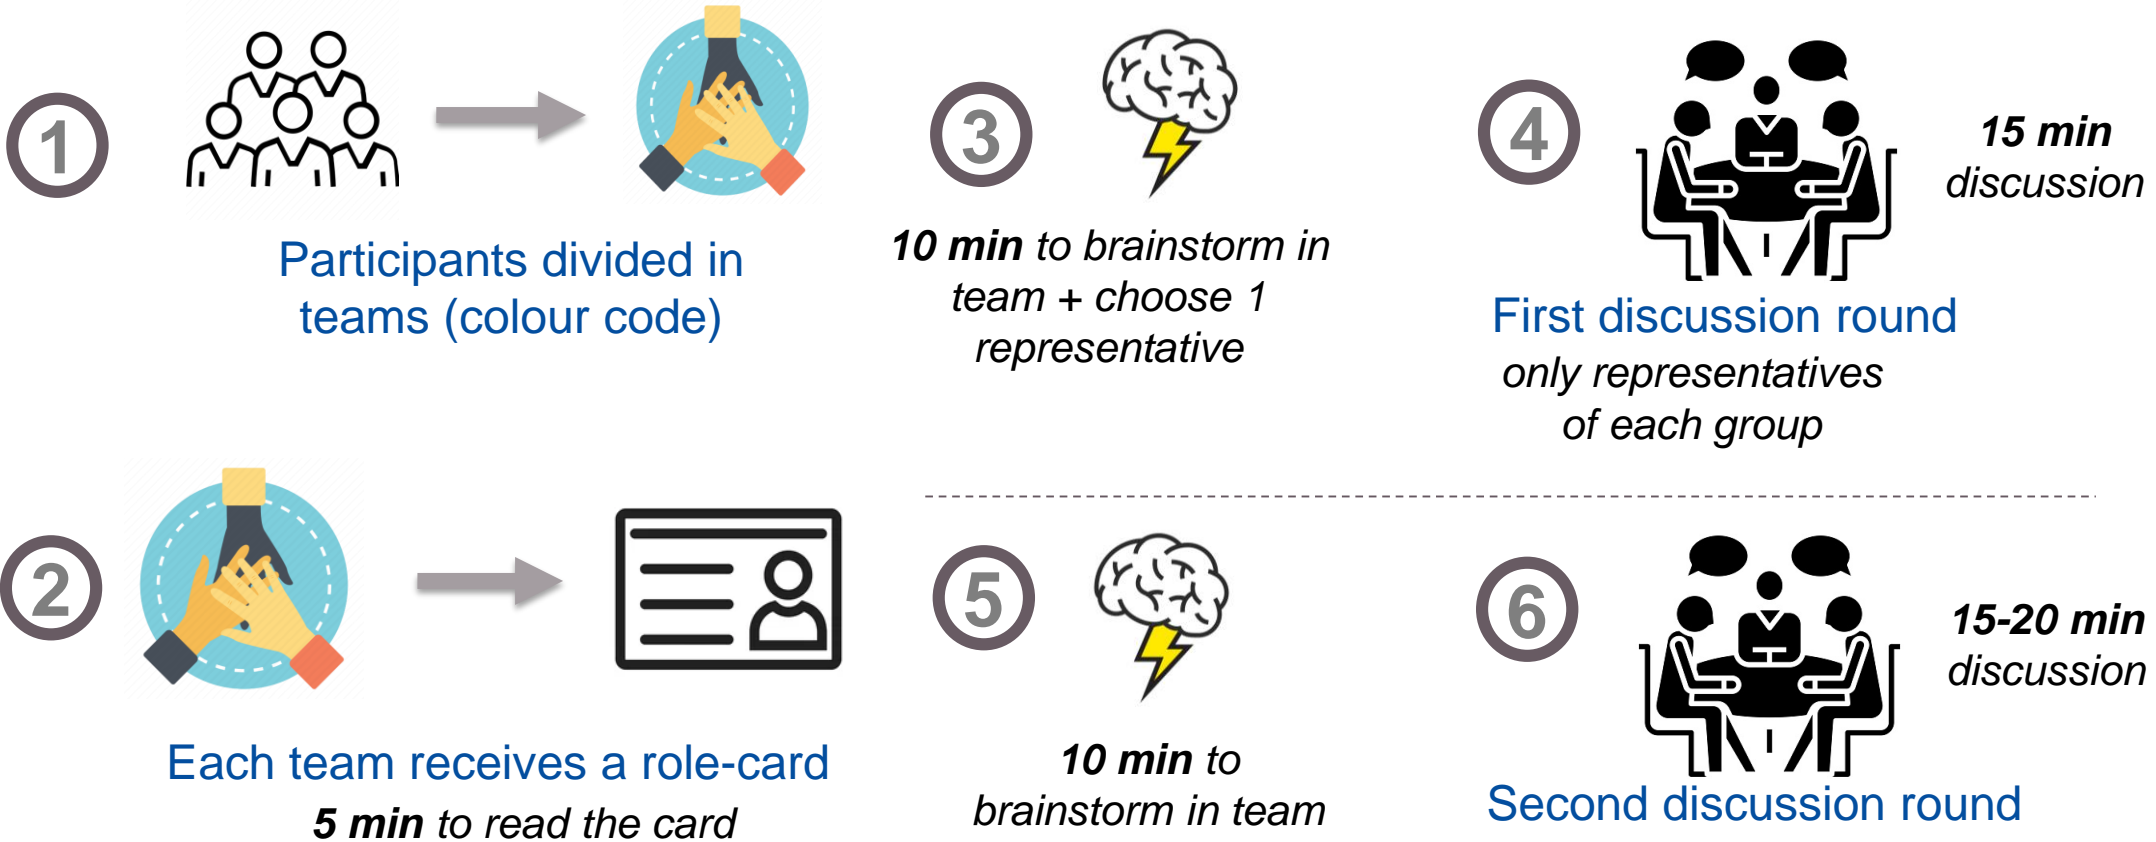 1
Participants divided in
teams (colour code)
2
Each team receives a role-card
5 min to read the card
3
10 min to brainstorm in
team + choose 1
representative
4
15 min
discussion
First discussion round
only representatives
of each group
5
10 min to
brainstorm in team
6
15-20 min
discussion
Second discussion round